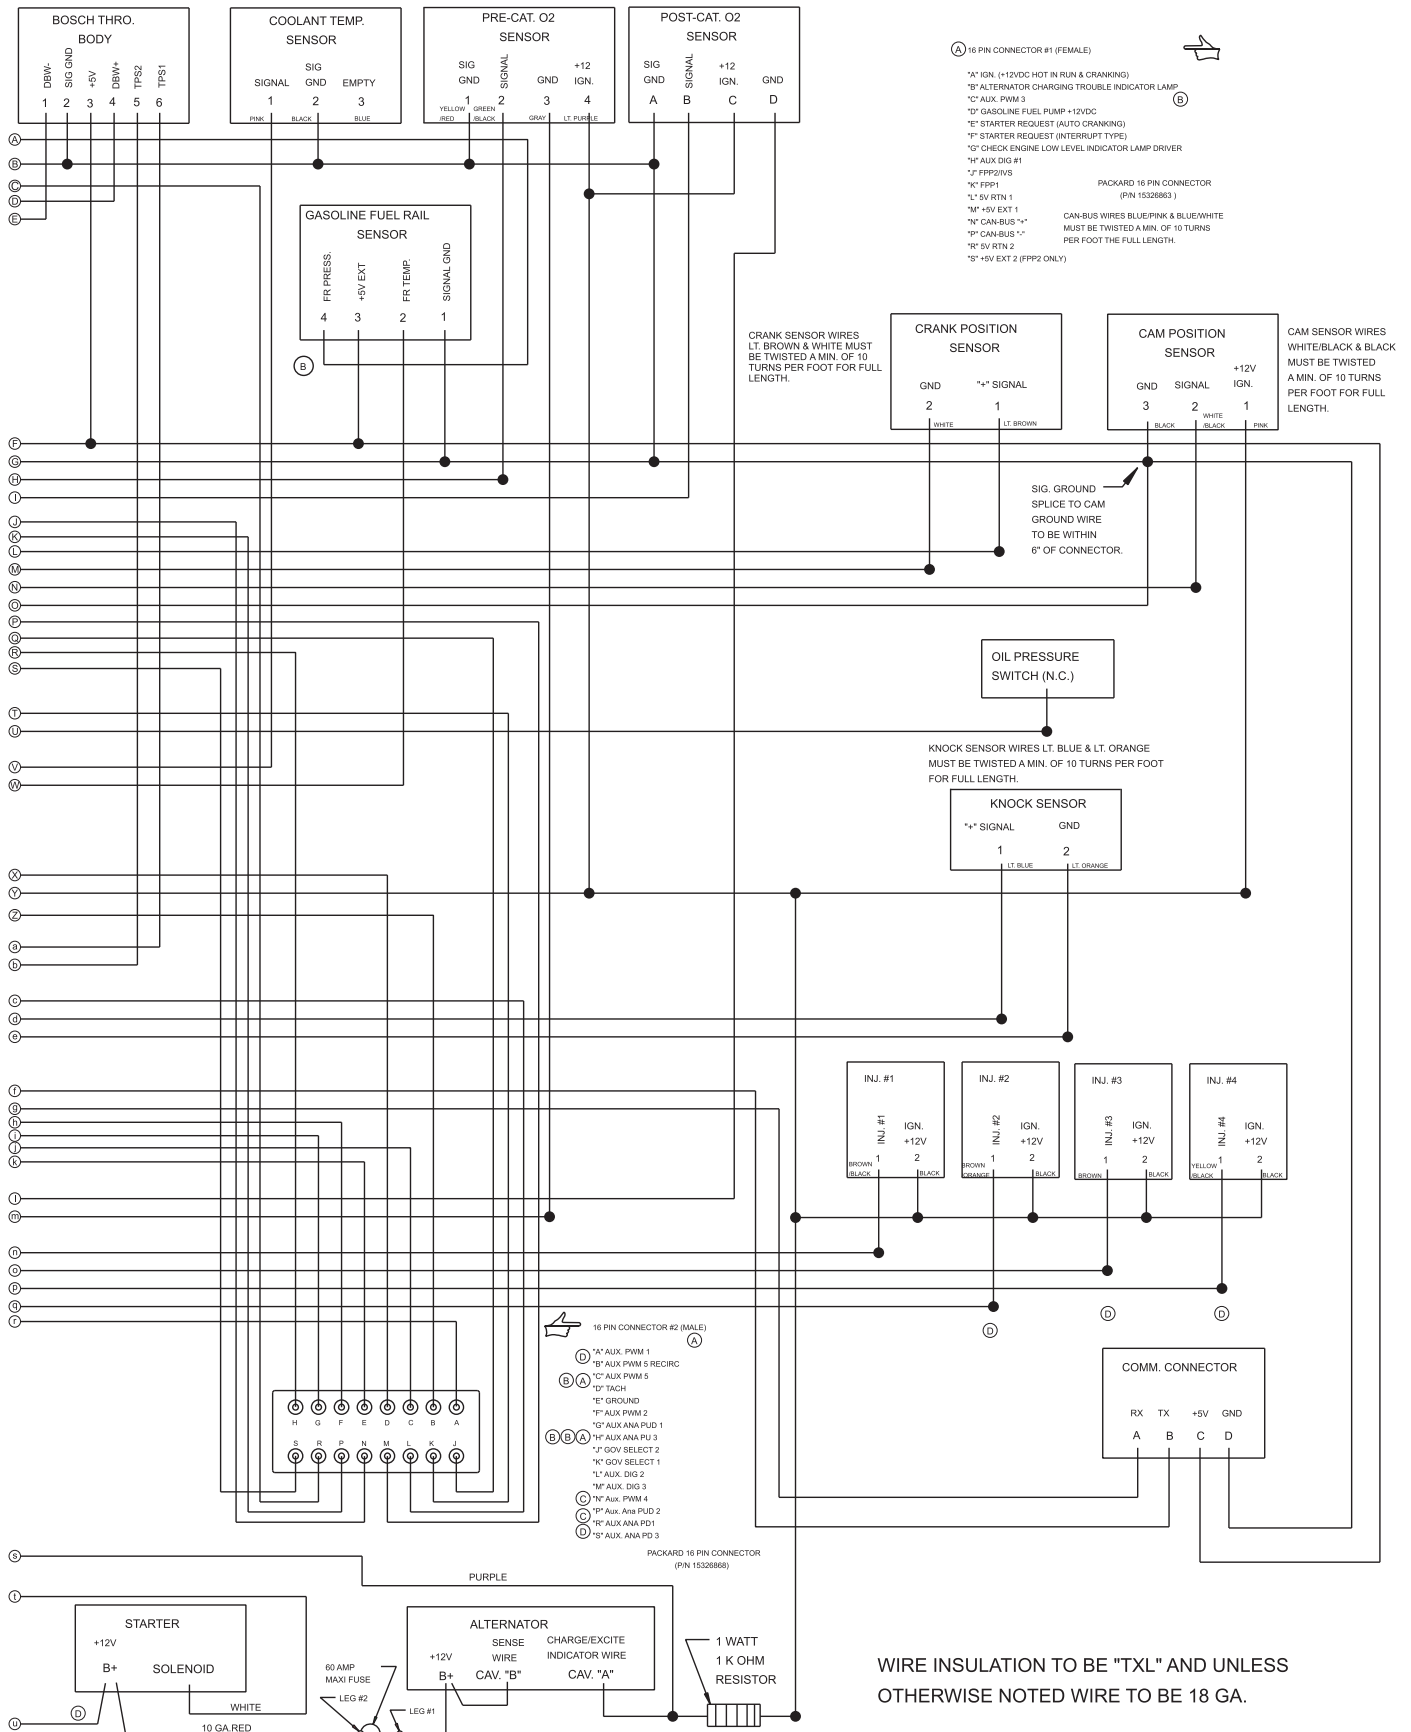 BOSCH THRO.
BODY
DBW-
SIG GND
+5V
DBW+
TPS2
TPS1
1 2 3 4 5 6
COOLANT TEMP.
SENSOR
SIG
SIGNAL GND EMPTY
1 2 3
PINK BLACK BLUE
PRE-CAT. O2
SENSOR
SIG
GND
SIGNAL
GND
+12
IGN.
1 2 3 4
YELLOW
/RED
GREEN
/BLACK
GRAY
LT. PURPLE
POST-CAT. O2
SENSOR
SIG
GND
SIGNAL
+12
IGN.
GND
A B C D
A 16 PIN CONNECTOR #1 (FEMALE)
"A" IGN. (+12VDC HOT IN RUN & CRANKING)
"B" ALTERNATOR CHARGING TROUBLE INDICATOR LAMP
"C" AUX. PWM 3
B
"D" GASOLINE FUEL PUMP +12VDC
"E" STARTER REQUEST (AUTO CRANKING)
"F" STARTER REQUEST (INTERRUPT TYPE)
"G" CHECK ENGINE LOW LEVEL INDICATOR LAMP DRIVER
"H" AUX DIG #1
"J" FPP2/IVS
"K" FPP1
"L" 5V RTN 1
"M" +5V EXT 1
"N" CAN-BUS "+"
"P" CAN-BUS "-"
"R" 5V RTN 2
"S" +5V EXT 2 (FPP2 ONLY)
PACKARD 16 PIN CONNECTOR
(P/N 15326863 )
CAN-BUS WIRES BLUE/PINK & BLUE/WHITE
MUST BE TWISTED A MIN. OF 10 TURNS
PER FOOT THE FULL LENGTH.
A
B
C
D
E
GASOLINE FUEL RAIL
SENSOR
FR PRESS.
+5V EXT
FR TEMP.
SIGNAL GND
4 3 2 1
B
CRANK SENSOR WIRES
LT. BROWN & WHITE MUST
BE TWISTED A MIN. OF 10
TURNS PER FOOT FOR FULL
LENGTH.
CRANK POSITION
SENSOR
GND "+" SIGNAL
2 1
WHITE LT. BROWN
CAM POSITION
SENSOR
+12V
GND SIGNAL IGN.
3 2 1
BLACK
WHITE
/BLACK
PINK
CAM SENSOR WIRES
WHITE/BLACK & BLACK
MUST BE TWISTED
A MIN. OF 10 TURNS
PER FOOT FOR FULL
LENGTH.
SIG. GROUND
SPLICE TO CAM
GROUND WIRE
TO BE WITHIN
6" OF CONNECTOR.
F
G
H
I
J
K
L
M
N
O
P
Q
R
S
T
U
V
W
OIL PRESSURE
SWITCH (N.C.)
KNOCK SENSOR WIRES LT. BLUE & LT. ORANGE
MUST BE TWISTED A MIN. OF 10 TURNS PER FOOT
FOR FULL LENGTH.
KNOCK SENSOR
"+" SIGNAL GND
1 2
LT. BLUE LT. ORANGE
X
Y
Z
a
b
c
d
e
f
g
h
i
j
k
l
m
n
o
p
q
r
INJ. #1
INJ. #1
IGN.
+12V
1 2
BROWN
/BLACK
BLACK
INJ. #2
INJ. #2
IGN.
+12V
1 2
BROWN
/ORANGE
BLACK
INJ. #3
INJ. #3
IGN.
+12V
1 2
BROWN
BLACK
INJ. #4
INJ. #4
IGN.
+12V
1 2
YELLOW
/BLACK
BLACK
D
D
D
16 PIN CONNECTOR #2 (MALE)
A
D "A" AUX. PWM 1
"B" AUX PWM 5 RECIRC
B A "C" AUX PWM 5
"D" TACH
"E" GROUND
"F" AUX PWM 2
"G" AUX ANA PUD 1
B B A "H" AUX ANA PU 3
"J" GOV SELECT 2
"K" GOV SELECT 1
"L" AUX. DIG 2
"M" AUX. DIG 3
C "N" Aux. PWM 4
C "P" Aux. Ana PUD 2
D "R" AUX ANA PD1
"S" AUX. ANA PD 3
PACKARD 16 PIN CONNECTOR
(P/N 15326868)
H G F E D C B A
S R P N M L K J
COMM. CONNECTOR
RX TX +5V GND
A B C D
s
PURPLE
t
STARTER
+12V
B+ SOLENOID
D
WHITE
10 GA.RED
u
60 AMP
MAXI FUSE
LEG #2
LEG #1
ALTERNATOR
+12V
B+
SENSE
WIRE
CAV. "B"
CHARGE/EXCITE
INDICATOR WIRE
CAV. "A"
1 WATT
1 K OHM
RESISTOR
WIRE INSULATION TO BE "TXL" AND UNLESS
OTHERWISE NOTED WIRE TO BE 18 GA.